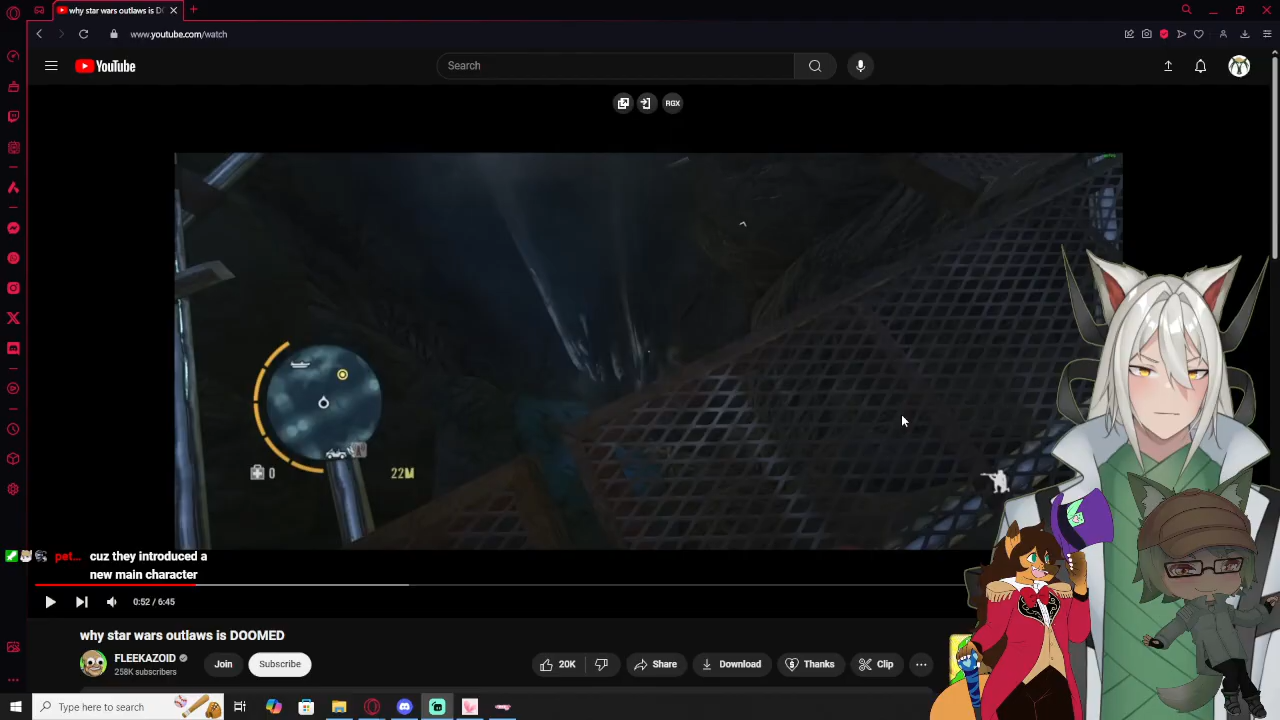 why star wars outlaws is DO
www.youtube.com/watch
YouTube
Search
RGX
0
22M
pet... cuz they introduced a
new main character
0:52 / 6:45
why star wars outlaws is DOOMED
FLEEKAZOID
258K subscribers
Join
Subscribe
20K
Share
Download
Thanks
Clip
Type here to search